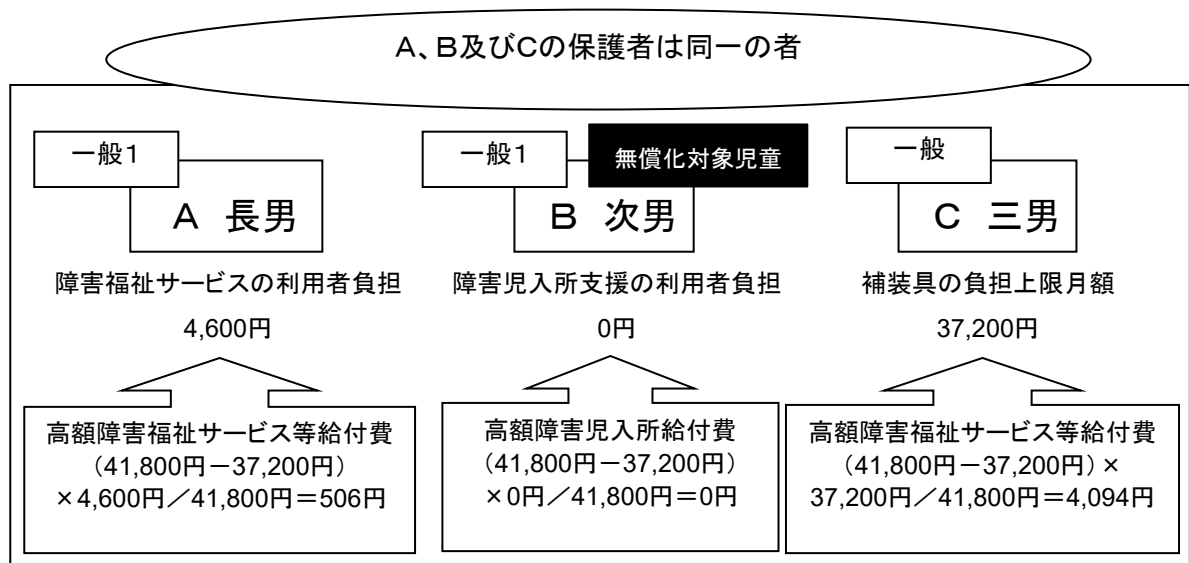 A、B及びCの保護者は同一の者
一般1
A 長男
障害福祉サービスの利用者負担
4,600円
高額障害福祉サービス等給付費
(41,800円-37,200円)
×4,600円/41,800円=506円
一般1
無償化対象児童
B 次男
障害児入所支援の利用者負担
0円
高額障害児入所給付費
(41,800円-37,200円)
×0円/41,800円=0円
一般
C 三男
補装具の負担上限月額
37,200円
高額障害福祉サービス等給付費
(41,800円-37,200円)×
37,200円/41,800円=4,094円